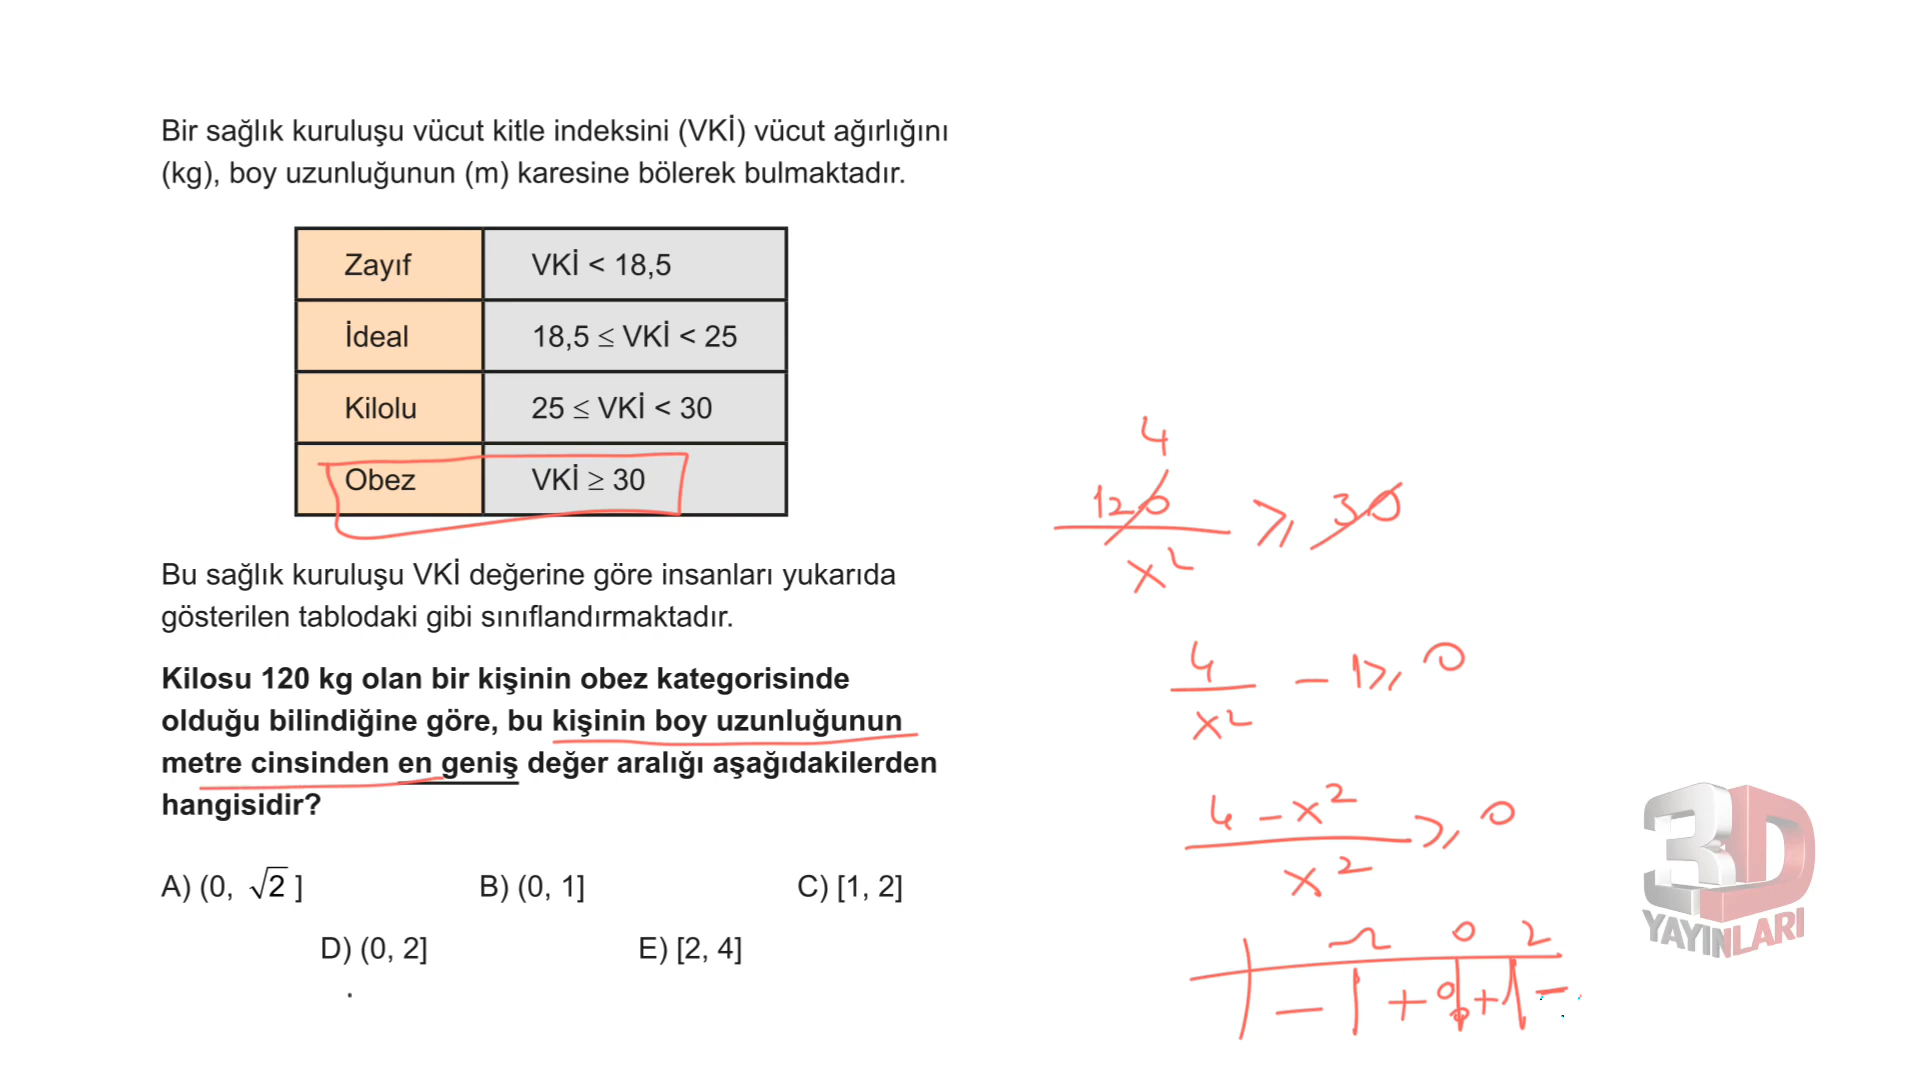 Bir sağlık kuruluşu vücut kitle indeksini (VKİ) vücut ağırlığını
(kg), boy uzunluğunun (m) karesine bölerek bulmaktadır.
Zayıf VKİ < 18,5
İdeal 18,5 ≤ VKİ < 25
Kilolu 25 ≤ VKİ < 30
Obez VKİ ≥ 30
Bu sağlık kuruluşu VKİ değerine göre insanları yukarıda
gösterilen tablodaki gibi sınıflandırmaktadır.
Kilosu 120 kg olan bir kişinin obez kategorisinde
olduğu bilindiğine göre, bu kişinin boy uzunluğunun
metre cinsinden en geniş değer aralığı aşağıdakilerden
hangisidir?
A) (0, √2 ] B) (0, 1] C) [1, 2]
D) (0, 2] E) [2, 4]
4
120 ≥ 30
x²
4 − 1 ≥ 0
x²
4 − x² ≥ 0
x²
-2 0 2
− + 0 + −
3D
YAYINLARI